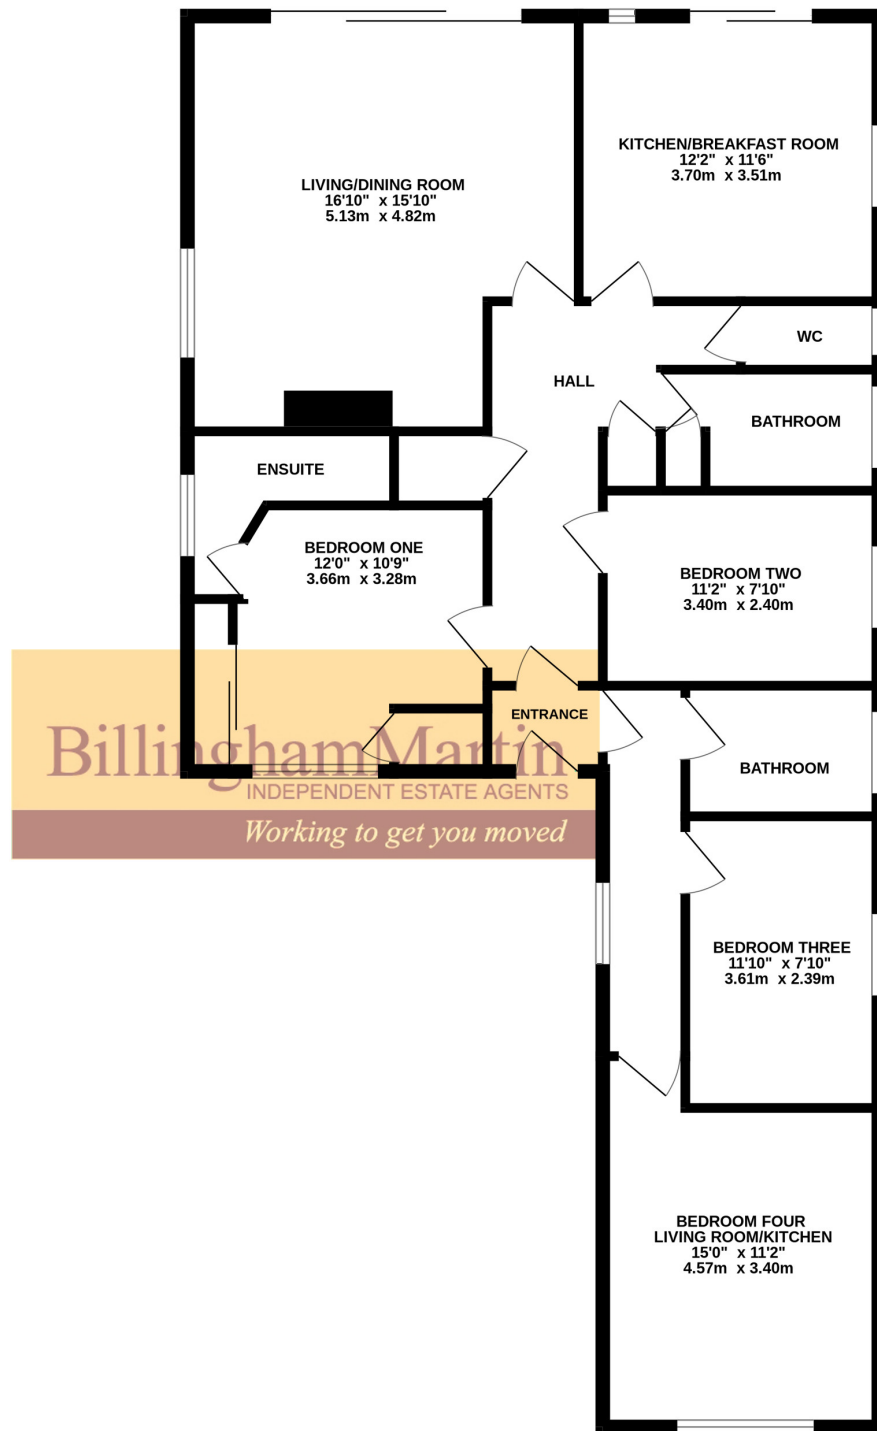 KITCHEN/BREAKFAST ROOM
12'2" x 11'6"
3.70m x 3.51m
LIVING/DINING ROOM
16'10" x 15'10"
5.13m x 4.82m
WC
HALL
BATHROOM
ENSUITE
BEDROOM ONE
12'0" x 10'9"
3.66m x 3.28m
BEDROOM TWO
11'2" x 7'10"
3.40m x 2.40m
ENTRANCE
BillinghamMartin
INDEPENDENT ESTATE AGENTS
Working to get you moved
BATHROOM
BEDROOM THREE
11'10" x 7'10"
3.61m x 2.39m
BEDROOM FOUR
LIVING ROOM/KITCHEN
15'0" x 11'2"
4.57m x 3.40m